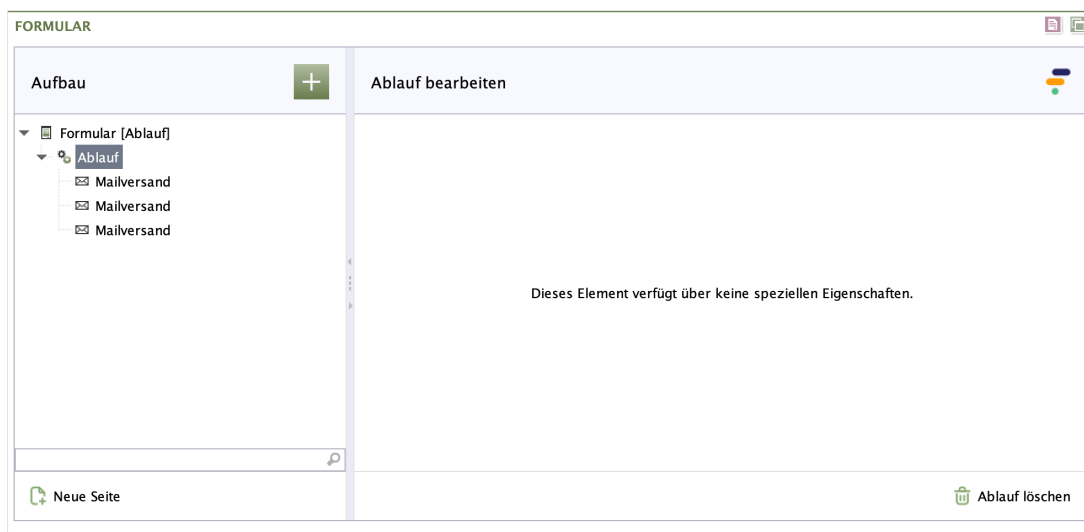 FORMULAR
Aufbau
Ablauf bearbeiten
Formular [Ablauf]
Ablauf
Mailversand
Mailversand
Mailversand
Dieses Element verfügt über keine speziellen Eigenschaften.
Neue Seite
Ablauf löschen